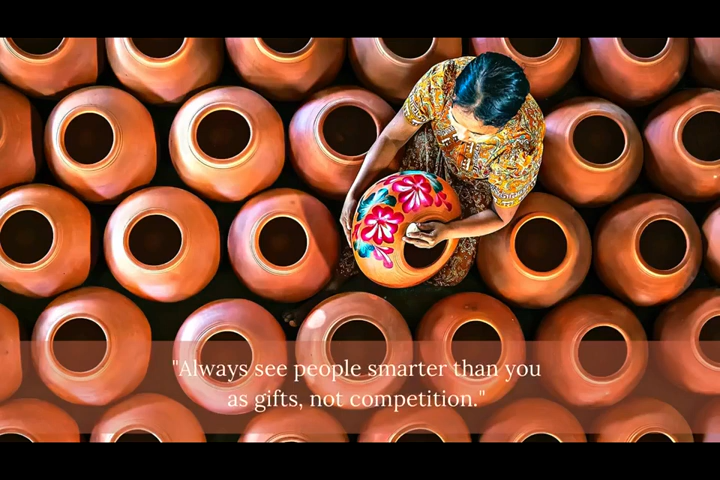 "Always see people smarter than you
as gifts, not competition."